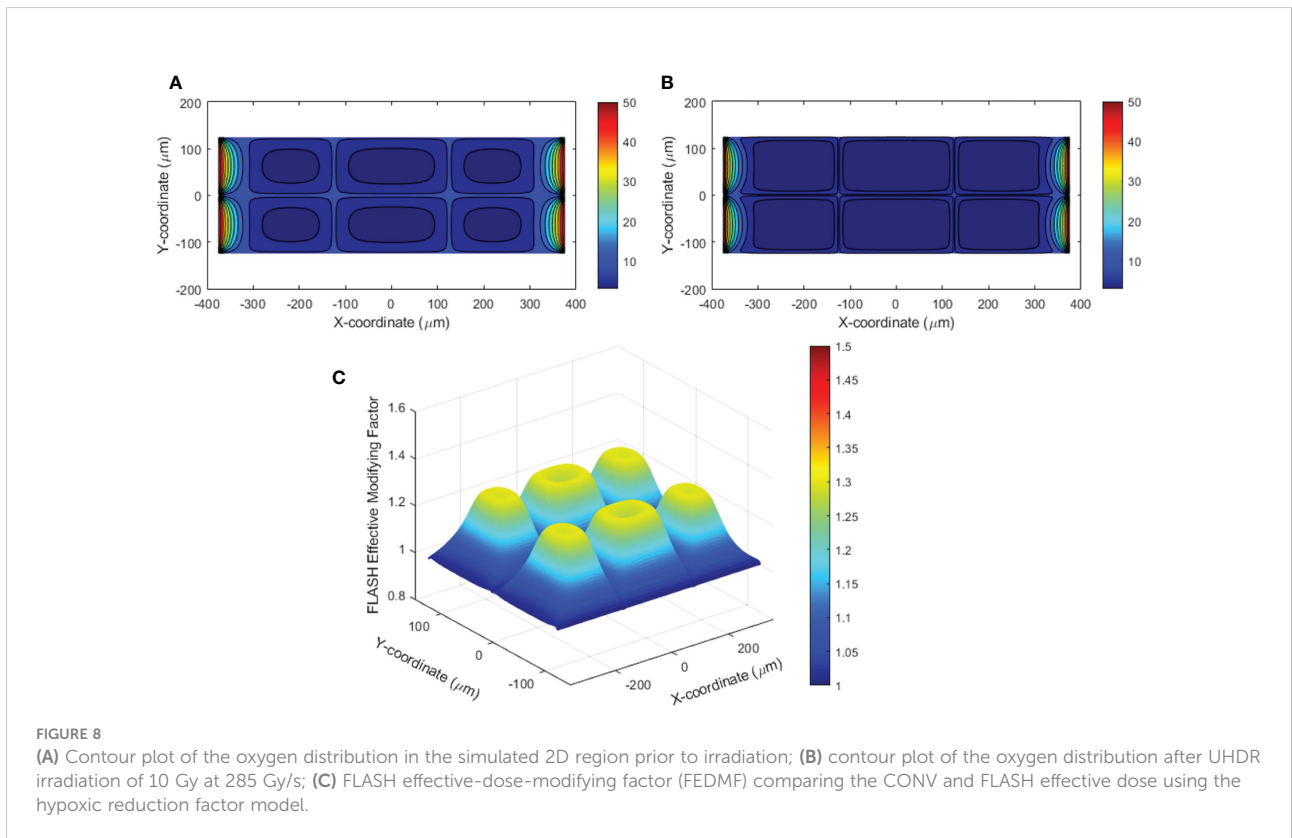 A
200
100
0
-100
-200
Y-coordinate (μm)
-400 -300 -200 -100 0 100 200 300 400
X-coordinate (μm)
50
40
30
20
10
B
200
100
0
-100
-200
Y-coordinate (μm)
-400 -300 -200 -100 0 100 200 300 400
X-coordinate (μm)
50
40
30
20
10
C
FLASH Effective Modifying Factor
1.6
1.4
1.2
1
0.8
100
0
-100
Y-coordinate (μm)
-200
0
200
X-coordinate (μm)
1.5
1.45
1.4
1.35
1.3
1.25
1.2
1.15
1.1
1.05
1
FIGURE 8
(A) Contour plot of the oxygen distribution in the simulated 2D region prior to irradiation; (B) contour plot of the oxygen distribution after UHDR
irradiation of 10 Gy at 285 Gy/s; (C) FLASH effective-dose-modifying factor (FEDMF) comparing the CONV and FLASH effective dose using the
hypoxic reduction factor model.